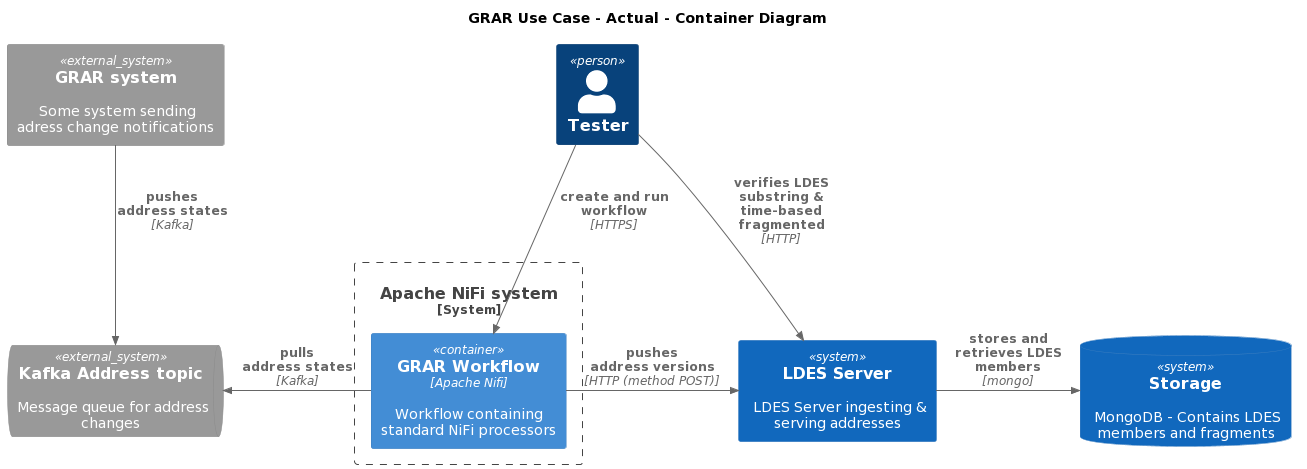 GRAR Use Case - Actual - Container Diagram
«external_system»
GRAR system
Some system sending
adress change notifications
«person»
Tester
pushes
address states
[Kafka]
create and run
workflow
[HTTPS]
verifies LDES
substring &
time-based
fragmented
[HTTP]
Apache NiFi system
[System]
«external_system»
Kafka Address topic
Message queue for address
changes
pulls
address states
[Kafka]
«container»
GRAR Workflow
[Apache Nifi]
Workflow containing
standard NiFi processors
pushes
address versions
[HTTP (method POST)]
«system»
LDES Server
LDES Server ingesting &
serving addresses
stores and
retrieves LDES
members
[mongo]
«system»
Storage
MongoDB - Contains LDES
members and fragments